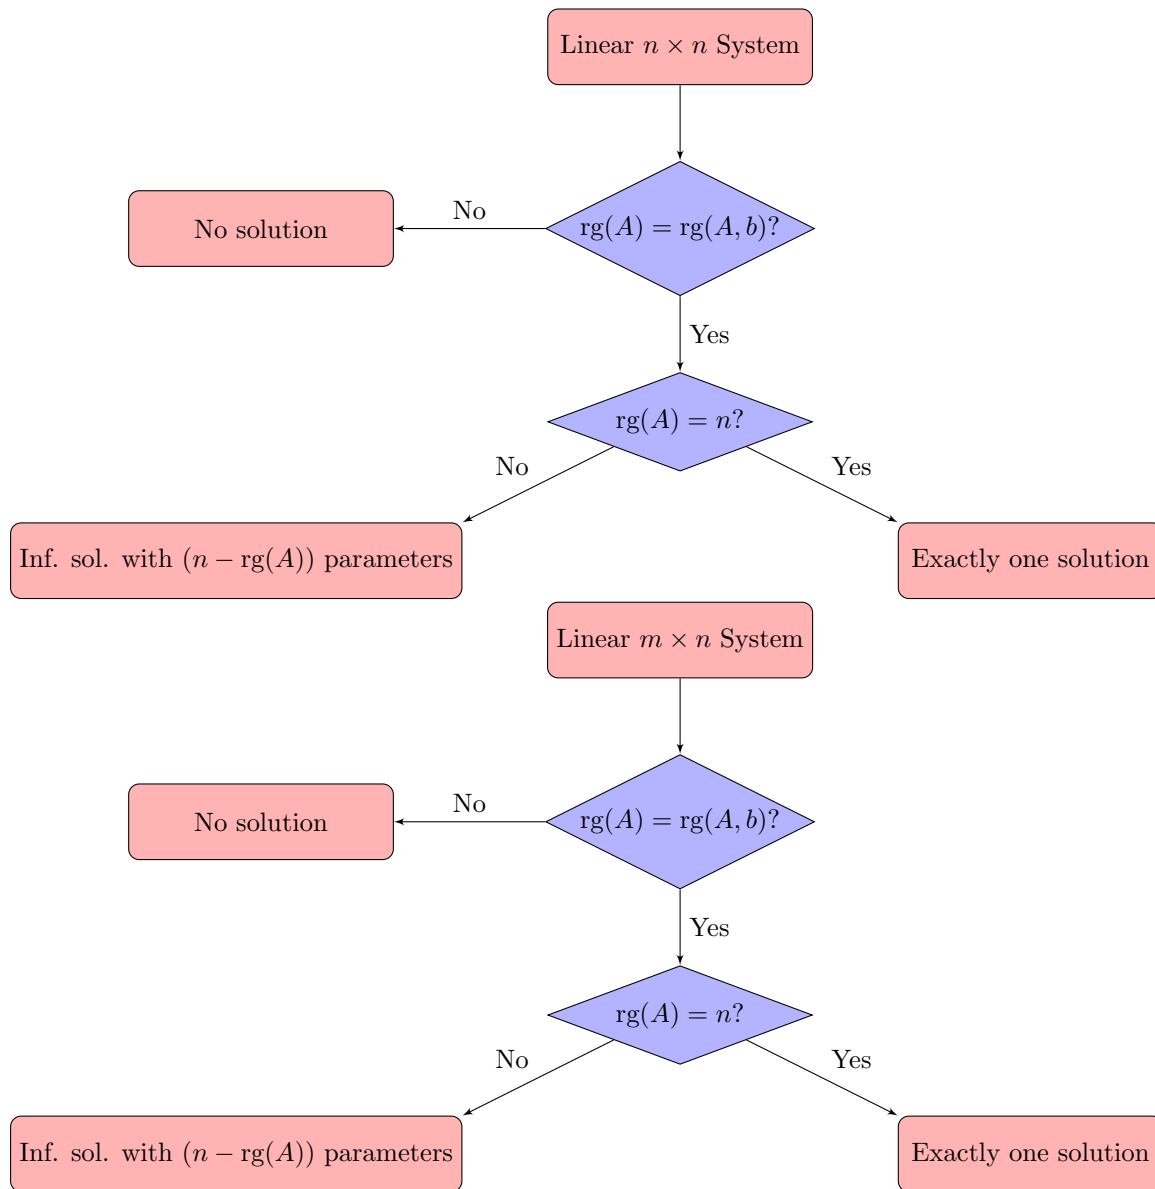 Linear n × n System
No solution
No
rg(A) = rg(A, b)?
Yes
rg(A) = n?
No
Yes
Inf. sol. with (n − rg(A)) parameters
Exactly one solution
Linear m × n System
No solution
No
rg(A) = rg(A, b)?
Yes
rg(A) = n?
No
Yes
Inf. sol. with (n − rg(A)) parameters
Exactly one solution